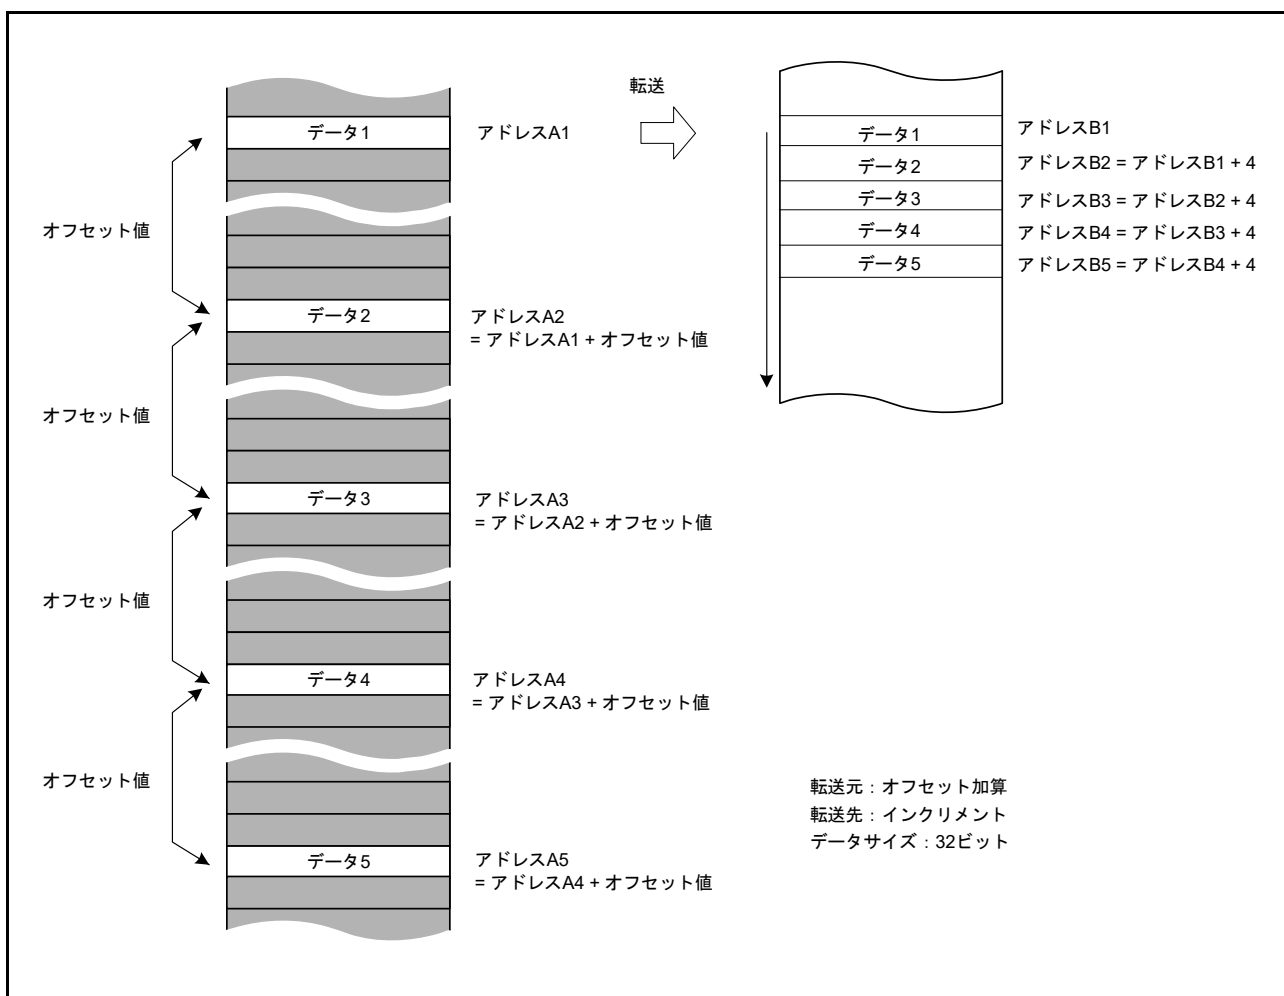 転送
データ1
アドレスA1
オフセット値
データ2
アドレスA2
= アドレスA1 + オフセット値
オフセット値
データ3
アドレスA3
= アドレスA2 + オフセット値
オフセット値
データ4
アドレスA4
= アドレスA3 + オフセット値
オフセット値
データ5
アドレスA5
= アドレスA4 + オフセット値
データ1
アドレスB1
データ2
アドレスB2 = アドレスB1 + 4
データ3
アドレスB3 = アドレスB2 + 4
データ4
アドレスB4 = アドレスB3 + 4
データ5
アドレスB5 = アドレスB4 + 4
転送元：オフセット加算
転送先：インクリメント
データサイズ：32ビット